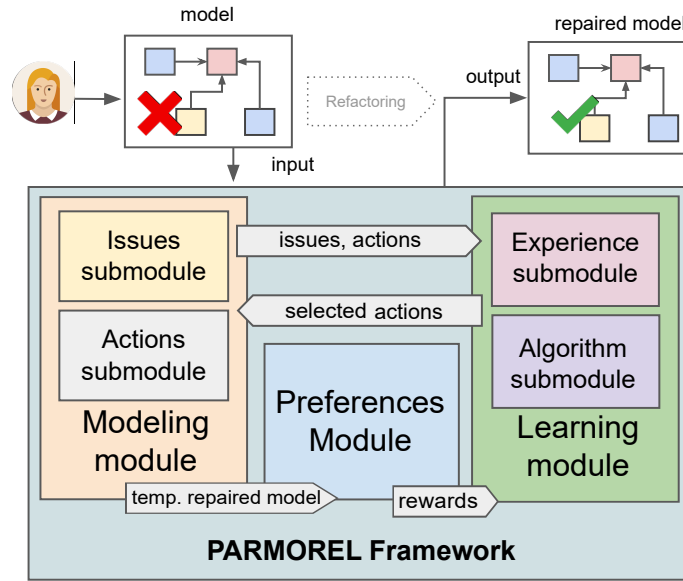 model
repaired model
Refactoring
output
input
Issues
submodule
issues, actions
Experience
submodule
selected actions
Actions
submodule
Algorithm
submodule
Preferences
Module
Modeling
module
Learning
module
temp. repaired model
rewards
PARMOREL Framework